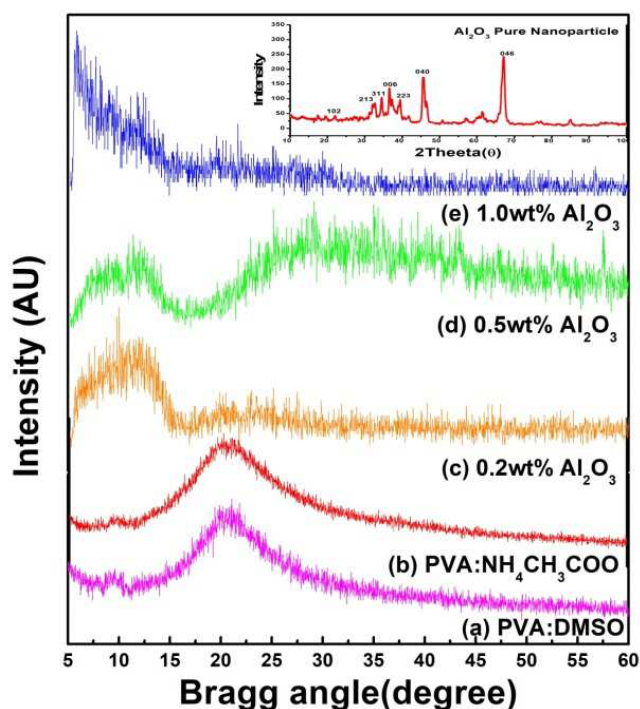 Al2O3 Pure Nanoparticle
Intensity
350
300
250
200
150
100
50
0
102
213
311
006
223
040
046
10 20 30 40 50 60 70 80 90 100
2Theeta(θ)
(e) 1.0wt% Al2O3
(d) 0.5wt% Al2O3
(c) 0.2wt% Al2O3
(b) PVA:NH4CH3COO
(a) PVA:DMSO
Intensity (AU)
5 10 15 20 25 30 35 40 45 50 55 60
Bragg angle(degree)